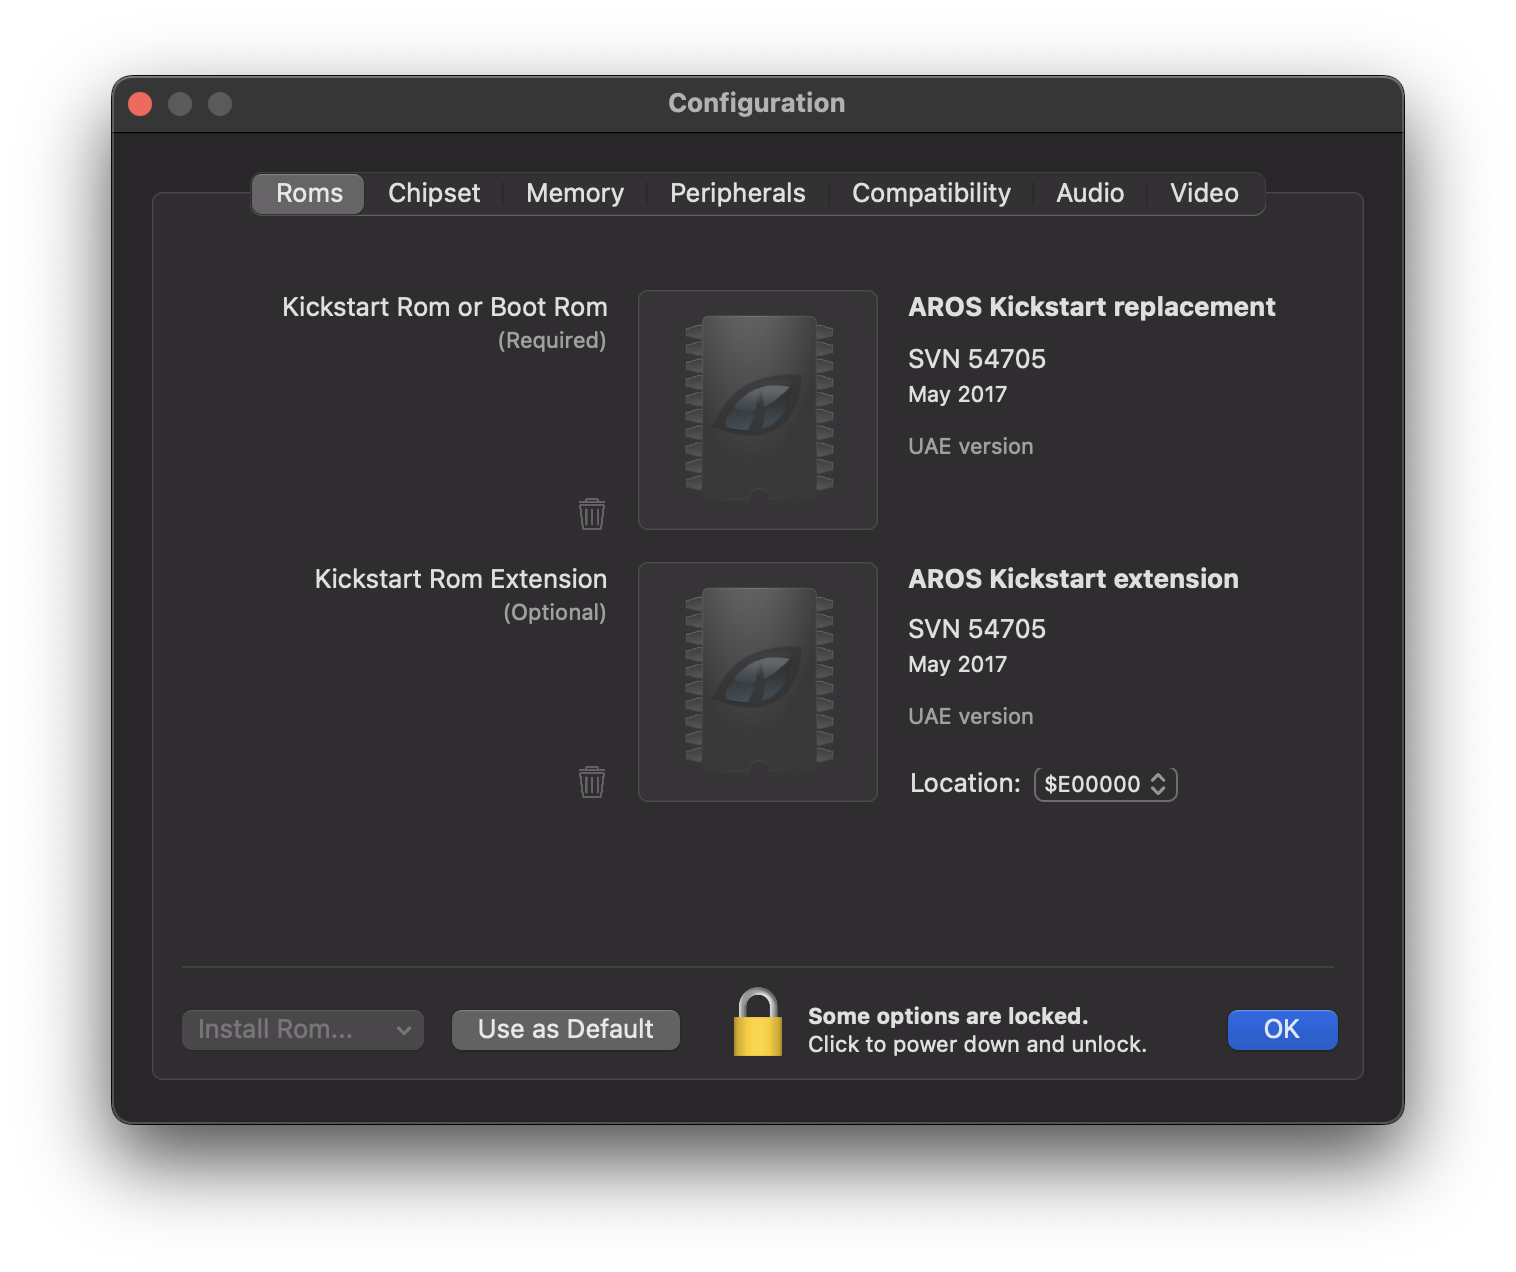 Configuration
Roms Chipset Memory Peripherals Compatibility Audio Video
Kickstart Rom or Boot Rom
(Required)
AROS Kickstart replacement
SVN 54705
May 2017
UAE version
Kickstart Rom Extension
(Optional)
AROS Kickstart extension
SVN 54705
May 2017
UAE version
Location: $E00000
Install Rom...
Use as Default
Some options are locked.
Click to power down and unlock.
OK